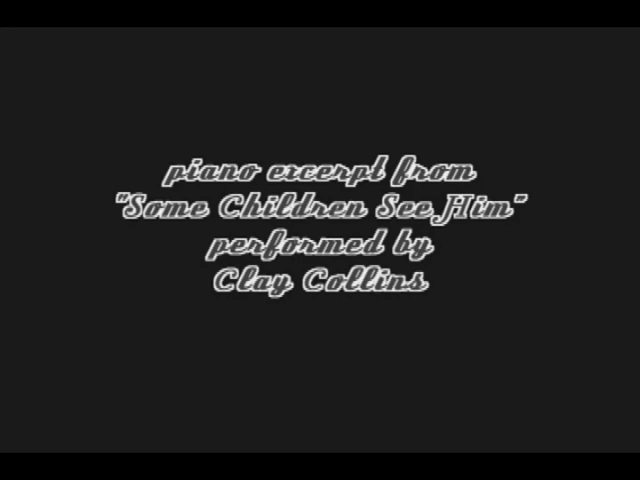 piano excerpt from
"Some Children See Him"
performed by
Clay Collins